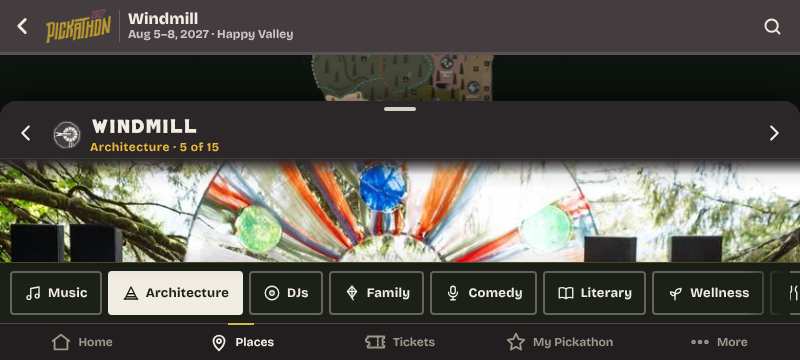 PICKATHON
Windmill
Aug 5–8, 2027 · Happy Valley
WINDMILL
Architecture · 5 of 15
Music
Architecture
DJs
Family
Comedy
Literary
Wellness
Home
Places
Tickets
My Pickathon
More